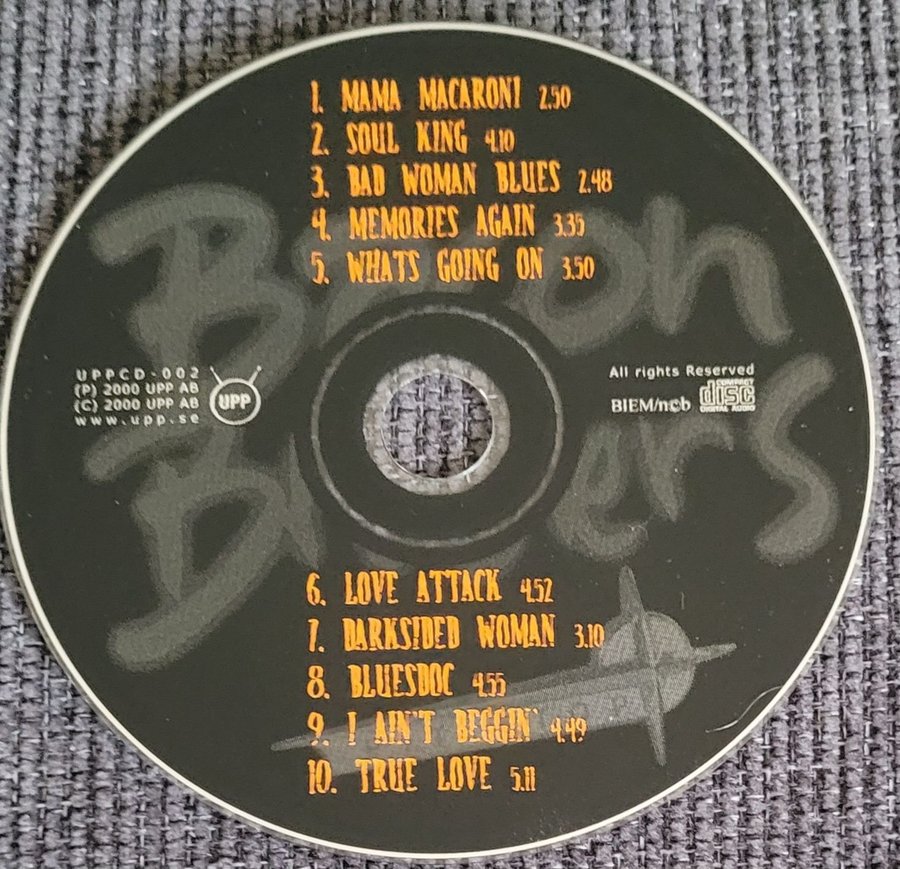 1. MAMA MACARONI 2.50
2. SOUL KING 4.10
3. BAD WOMAN BLUES 2.48
4. MEMORIES AGAIN 3.35
5. WHATS GOING ON 3.50
UPPCD-002
(P) 2000 UPP AB
(C) 2000 UPP AB
www.upp.se
UPP
All rights Reserved
BIEM/ncb
COMPACT
disc
DIGITAL AUDIO
6. LOVE ATTACK 4.52
7. DARKSIDED WOMAN 3.10
8. BLUESDOC 4.55
9. I AIN'T BEGGIN' 4.49
10. TRUE LOVE 5.11